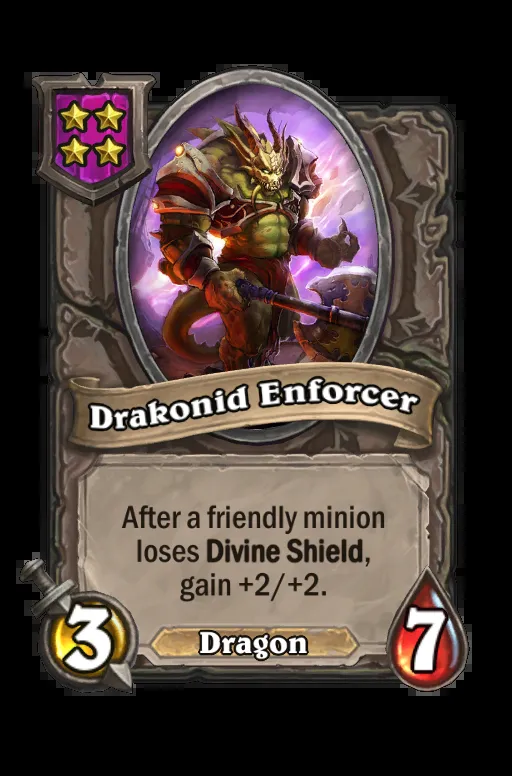 Drakonid Enforcer
After a friendly minion
loses Divine Shield,
gain +2/+2.
3
Dragon
7